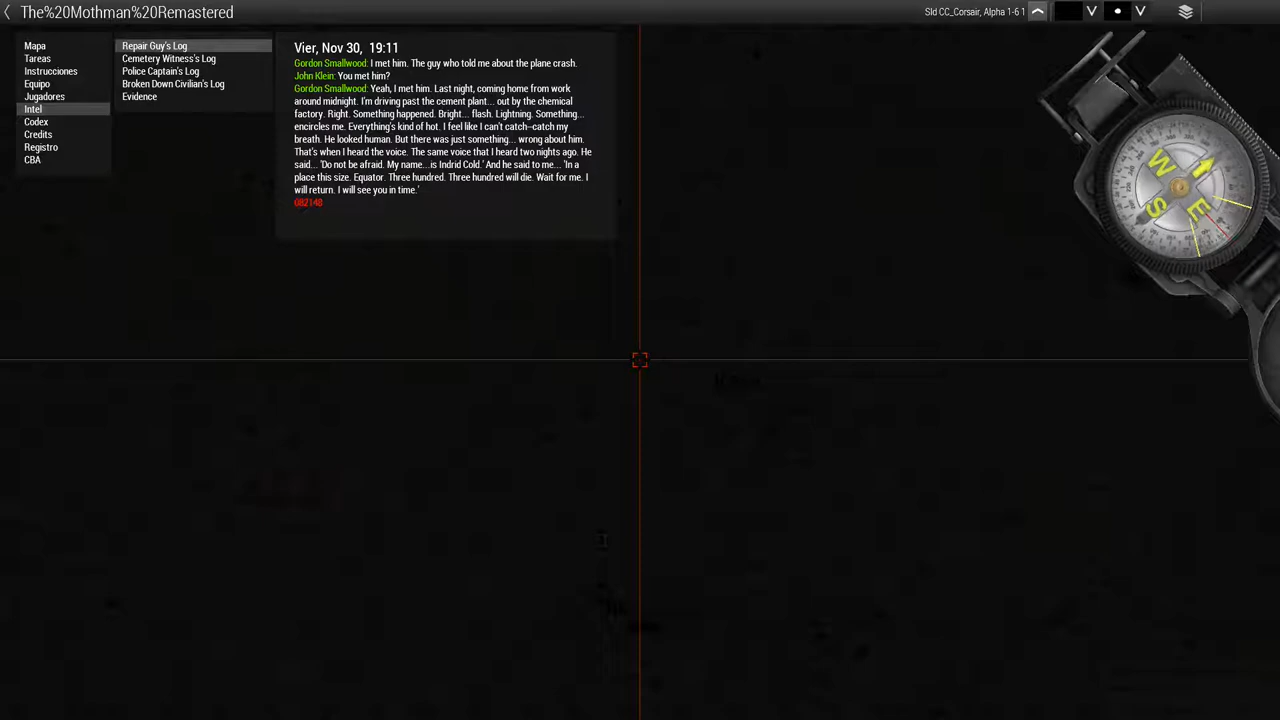 The%20Mothman%20Remastered
Sld CC_Corsair, Alpha 1-6 1
Mapa
Tareas
Instrucciones
Equipo
Jugadores
Intel
Codex
Credits
Registro
CBA
Repair Guy's Log
Cemetery Witness's Log
Police Captain's Log
Broken Down Civilian's Log
Evidence
Vier, Nov 30, 19:11
Gordon Smallwood: I met him. The guy who told me about the plane crash.
John Klein: You met him?
Gordon Smallwood: Yeah, I met him. Last night, coming home from work
around midnight. I'm driving past the cement plant... out by the chemical
factory. Right. Something happened. Bright... flash. Lightning. Something...
encircles me. Everything's kind of hot. I feel like I can't catch--catch my
breath. He looked human. But there was just something... wrong about him.
That's when I heard the voice. The same voice that I heard two nights ago. He
said... 'Do not be afraid. My name...is Indrid Cold.' And he said to me... 'In a
place this size. Equator. Three hundred. Three hundred will die. Wait for me. I
will return. I will see you in time.'
082148
W
S
E